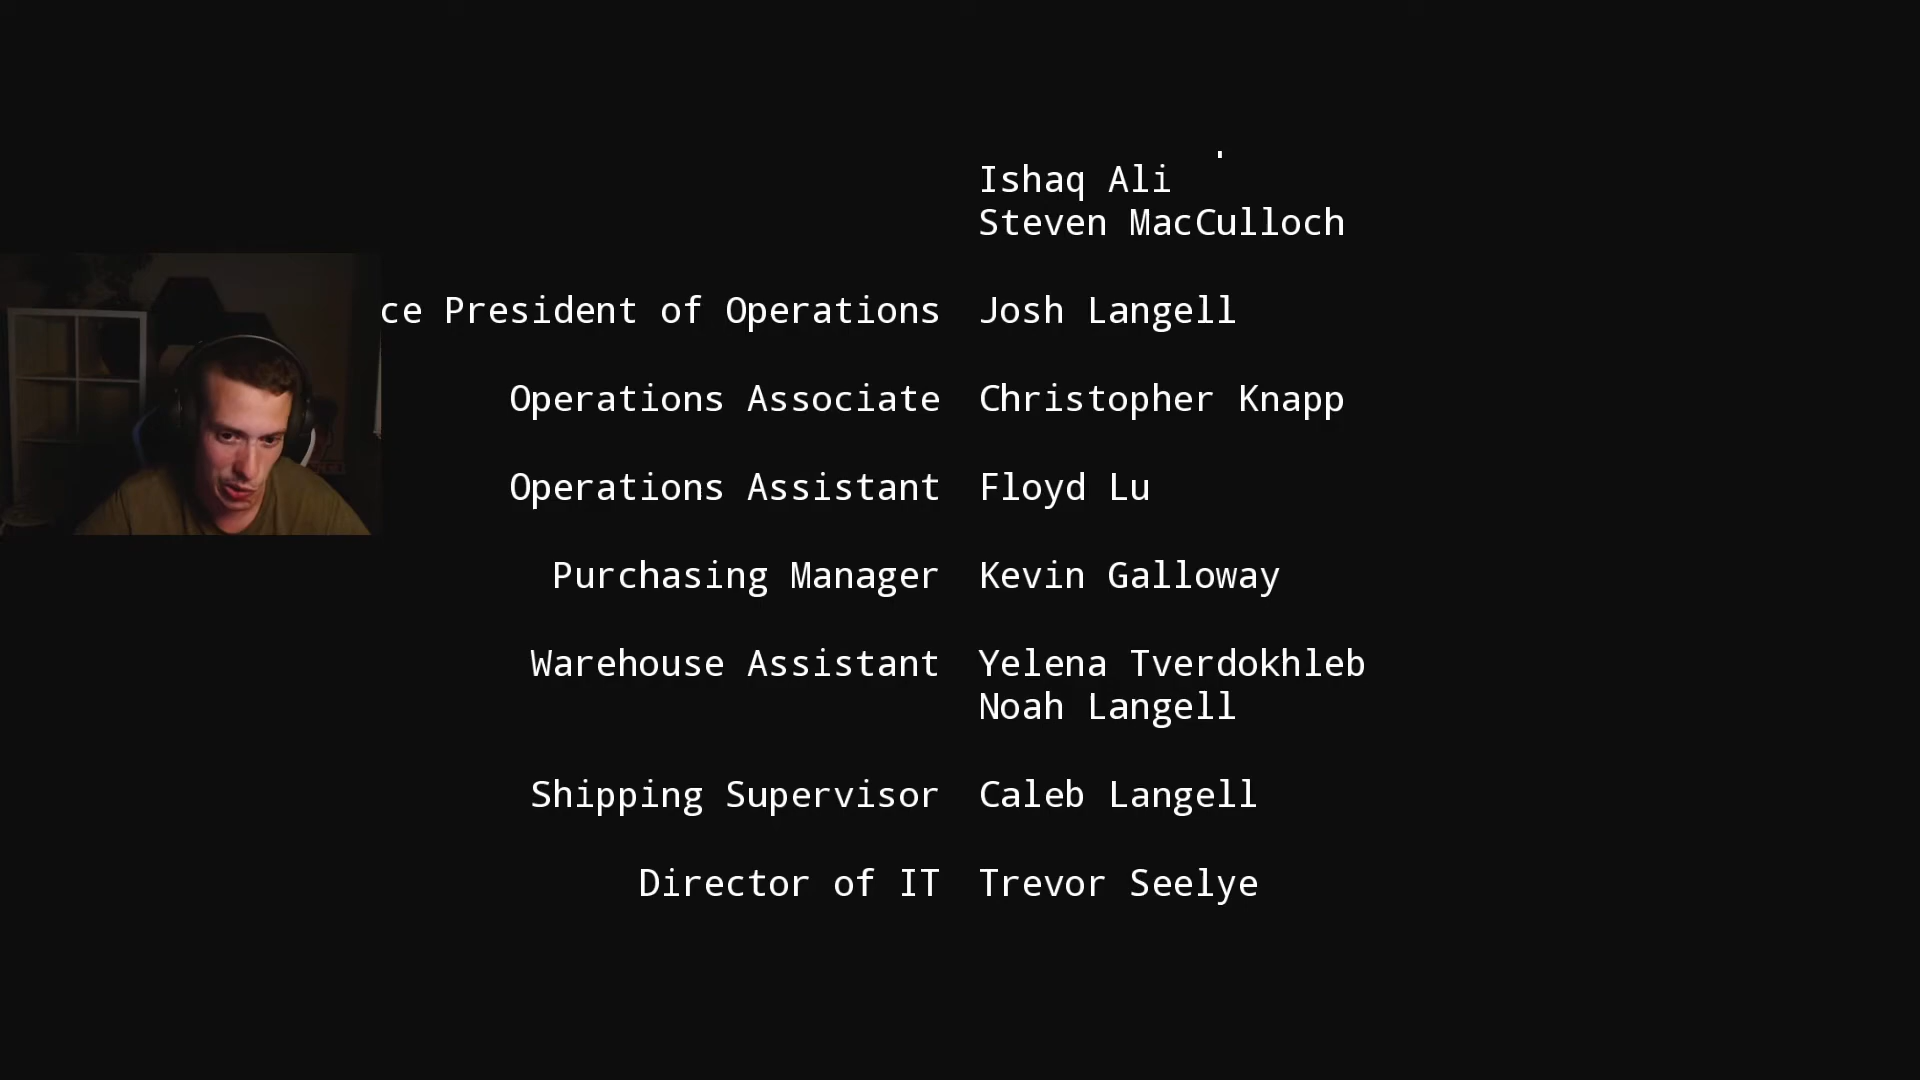 Ishaq Ali
Steven MacCulloch
ce President of Operations Josh Langell
Operations Associate Christopher Knapp
Operations Assistant Floyd Lu
Purchasing Manager Kevin Galloway
Warehouse Assistant Yelena Tverdokhleb
Noah Langell
Shipping Supervisor Caleb Langell
Director of IT Trevor Seelye